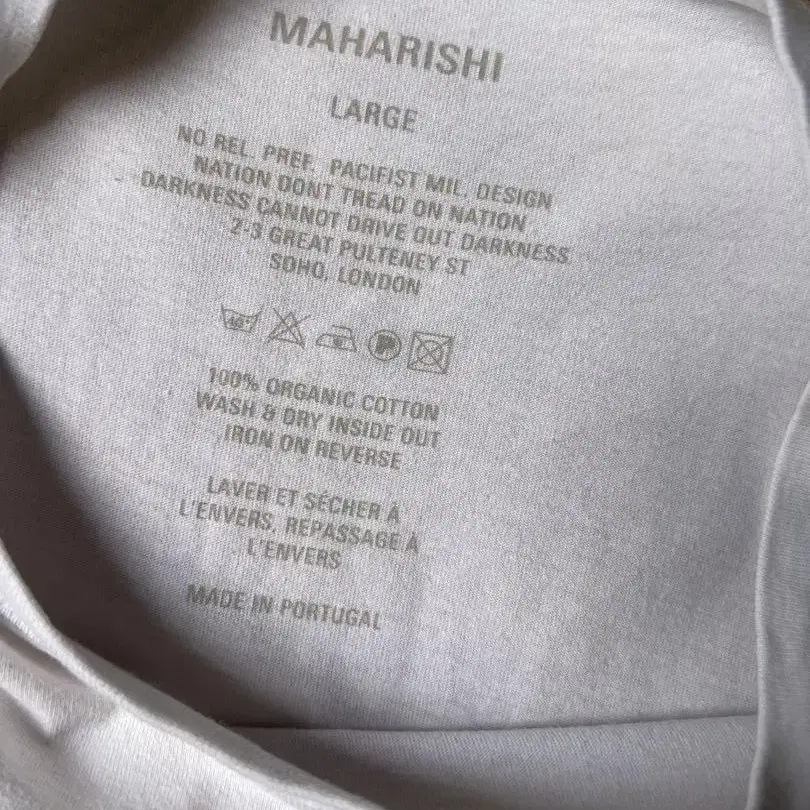 MAHARISHI
LARGE
NO REL. PREF. PACIFIST MIL. DESIGN
NATION DONT TREAD ON NATION
DARKNESS CANNOT DRIVE OUT DARKNESS
2-3 GREAT PULTENEY ST
SOHO, LONDON
40°
P
100% ORGANIC COTTON
WASH & DRY INSIDE OUT
IRON ON REVERSE
LAVER ET SÉCHER À
L'ENVERS, REPASSAGE À
L'ENVERS
MADE IN PORTUGAL